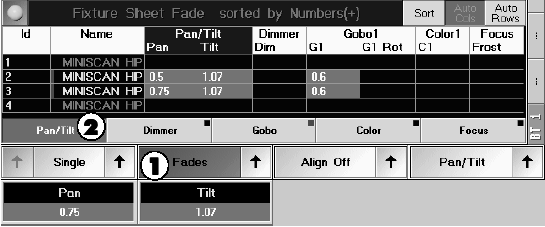 Fixture Sheet Fade sorted by Numbers(+) Sort Auto Cols Auto Rows
Id Name Pan/Tilt Dimmer Gobo1 Color1 Focus
Pan Tilt Dim G1 G1 Rot C1 Frost
1 MINISCAN HP
2 MINISCAN HP 0.5 1.07 0.6
3 MINISCAN HP 0.75 1.07 0.6
4 MINISCAN HP
Pan/Tilt 2 Dimmer Gobo Color Focus
Single 1 Fades Align Off Pan/Tilt
Pan Tilt
0.75 1.07